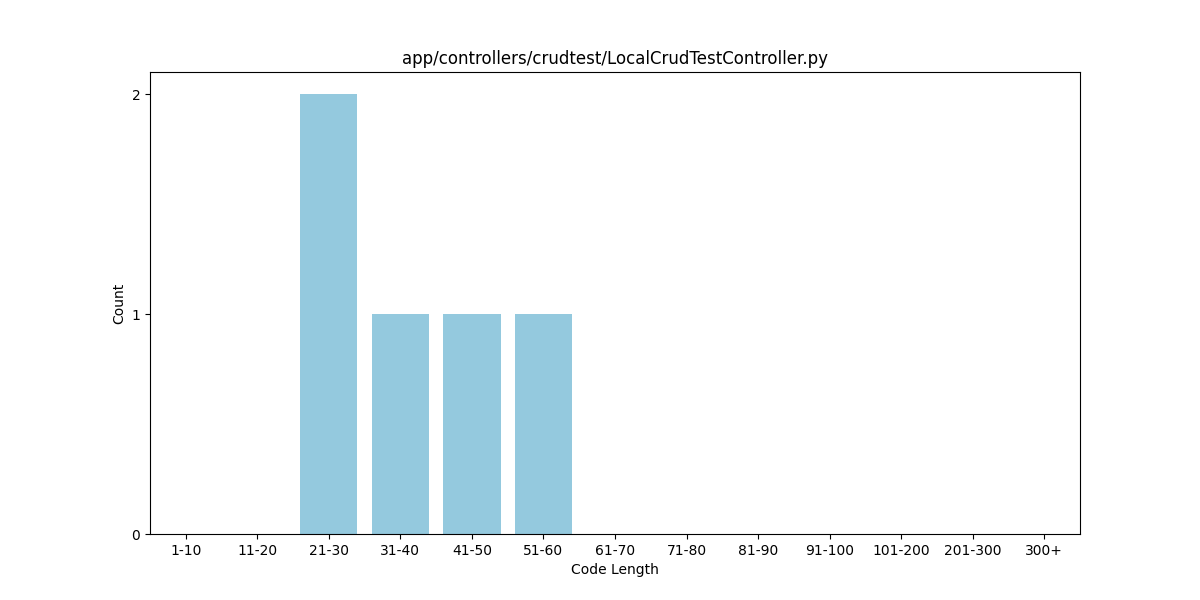 app/controllers/crudtest/LocalCrudTestController.py
2
1
0
Count
1-10 11-20 21-30 31-40 41-50 51-60 61-70 71-80 81-90 91-100 101-200 201-300 300+
Code Length